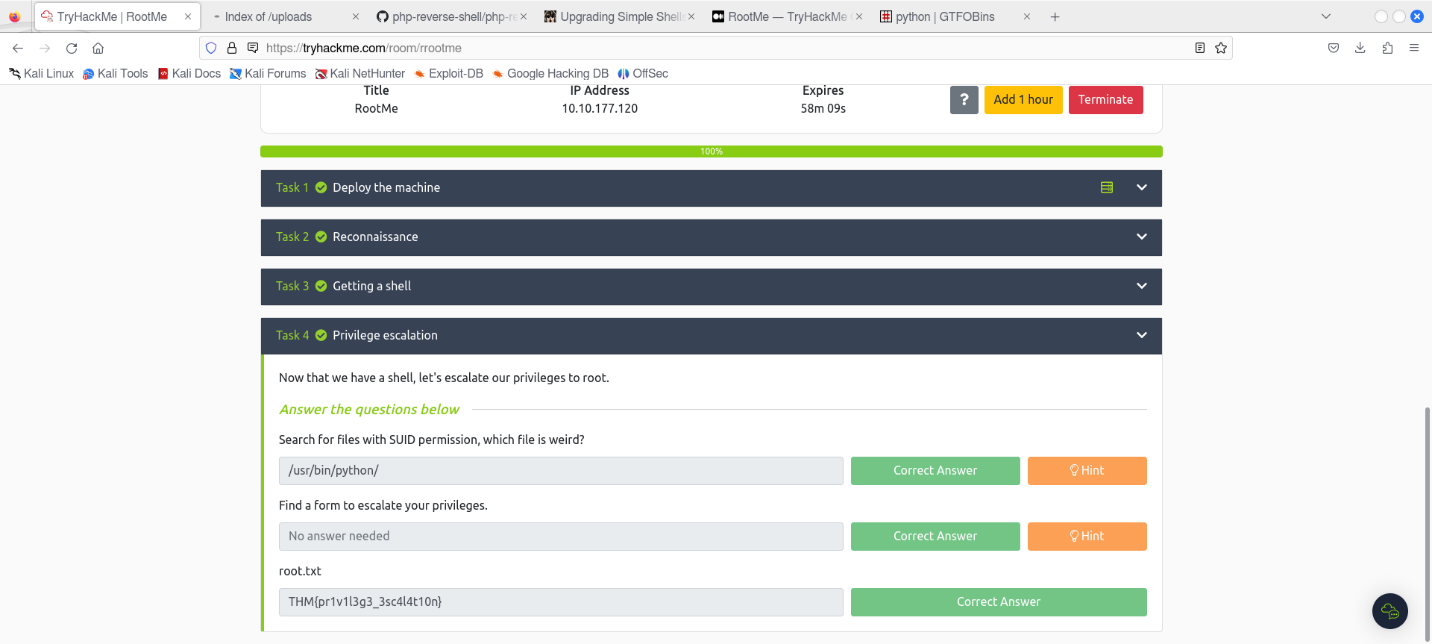 TryHackMe | RootMe
Index of /uploads
php-reverse-shell/php-re
Upgrading Simple Shells
RootMe — TryHackMe
python | GTFOBins
https://tryhackme.com/room/rrootme
Kali Linux Kali Tools Kali Docs Kali Forums Kali NetHunter Exploit-DB Google Hacking DB OffSec
Title IP Address Expires
RootMe 10.10.177.120 58m 09s
? Add 1 hour Terminate
100%
Task 1 Deploy the machine
Task 2 Reconnaissance
Task 3 Getting a shell
Task 4 Privilege escalation
Now that we have a shell, let's escalate our privileges to root.
Answer the questions below
Search for files with SUID permission, which file is weird?
/usr/bin/python/ Correct Answer Hint
Find a form to escalate your privileges.
No answer needed Correct Answer Hint
root.txt
THM{pr1v1l3g3_3sc4l4t10n} Correct Answer